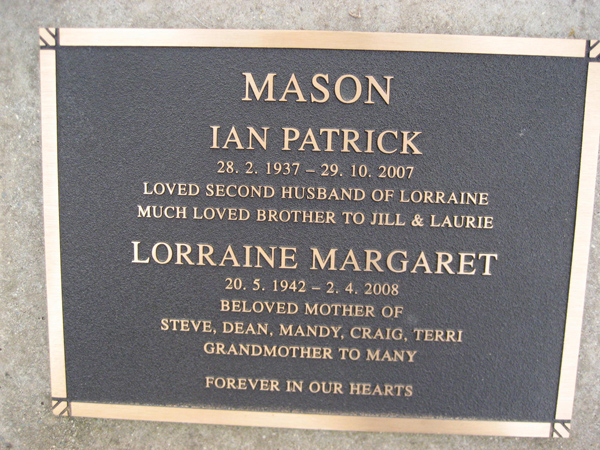 MASON
IAN PATRICK
28. 2. 1937 – 29. 10. 2007
LOVED SECOND HUSBAND OF LORRAINE
MUCH LOVED BROTHER TO JILL & LAURIE
LORRAINE MARGARET
20. 5. 1942 – 2. 4. 2008
BELOVED MOTHER OF
STEVE, DEAN, MANDY, CRAIG, TERRI
GRANDMOTHER TO MANY
FOREVER IN OUR HEARTS